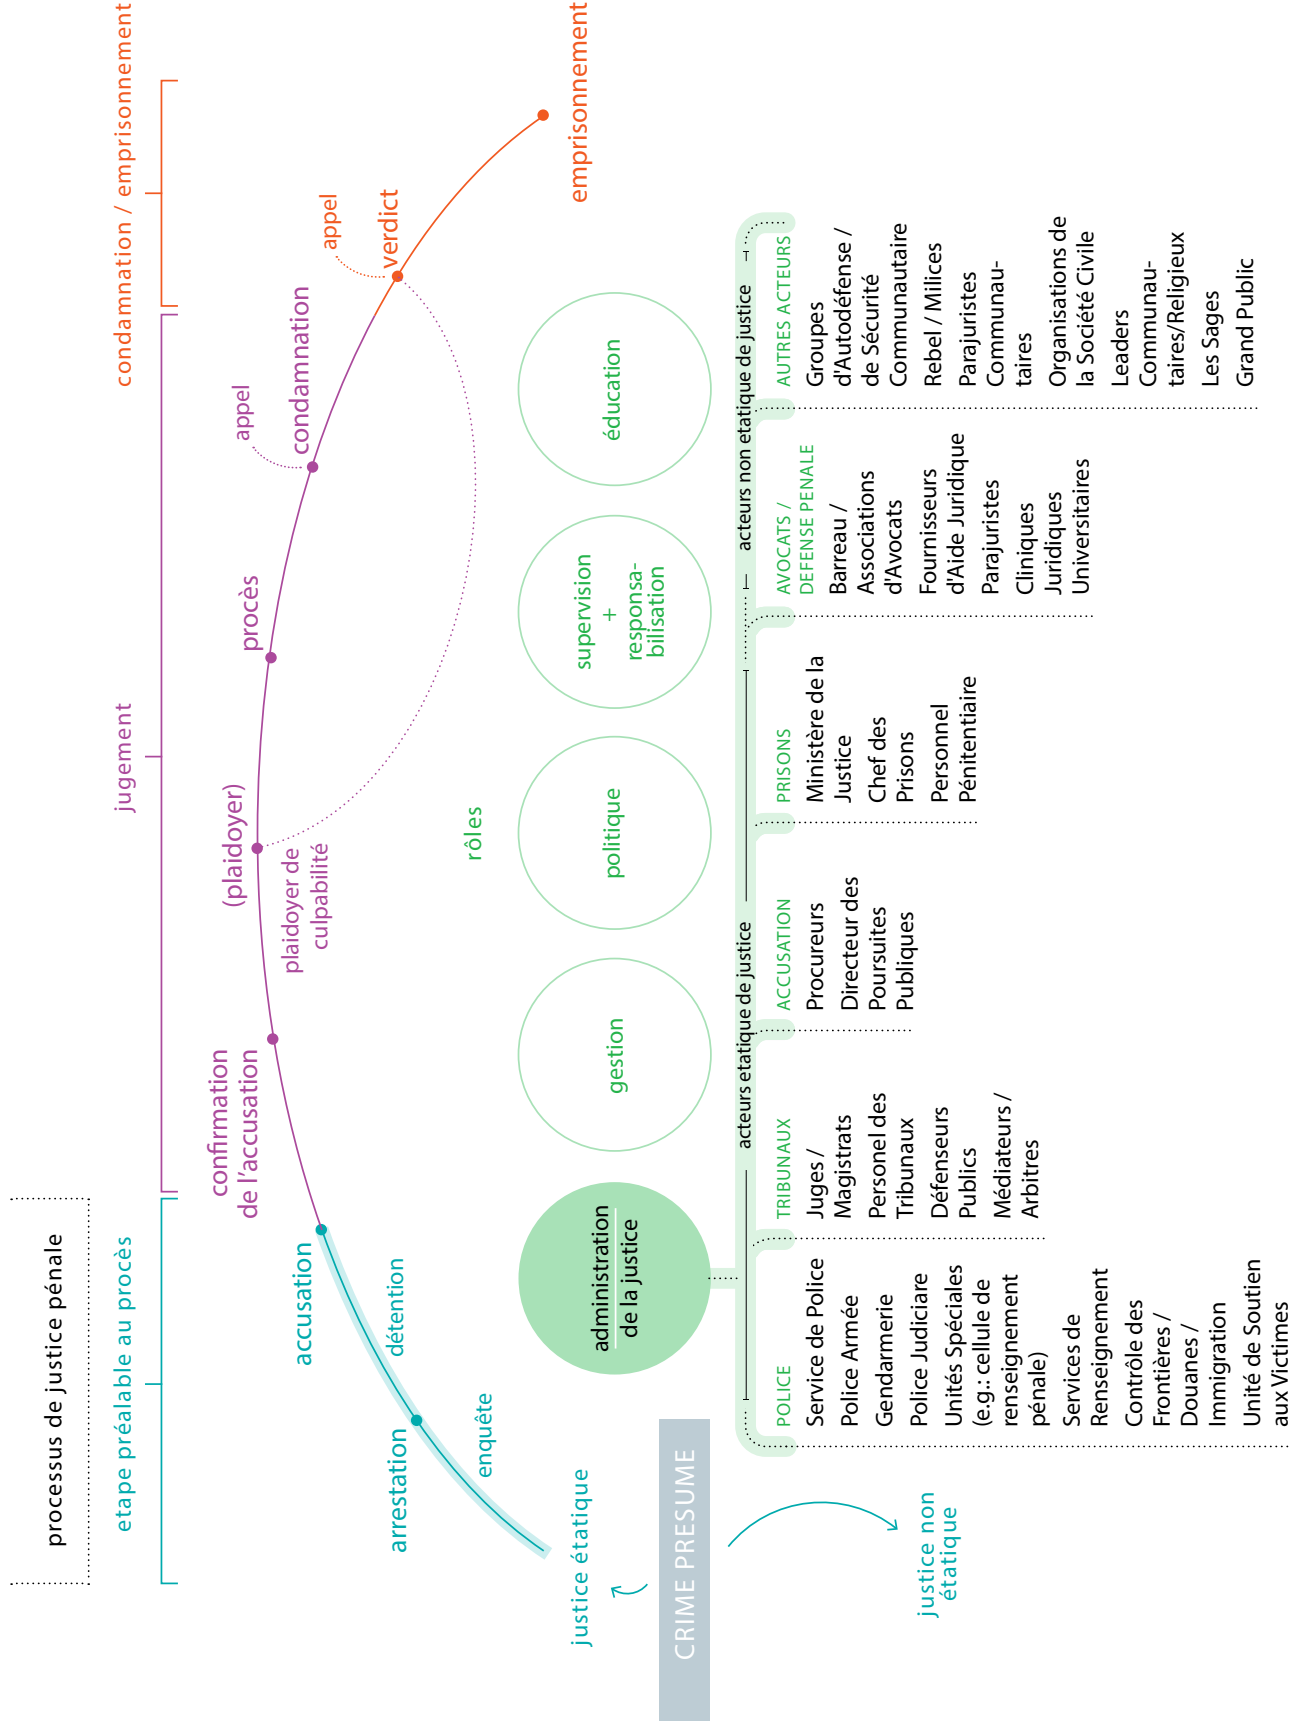 processus de justice pénale
etape préalable au procès
jugement
condamnation / emprisonnement
confirmation
de l'accusation
(plaidoyer)
plaidoyer de
culpabilité
procès
appel
condamnation
appel
verdict
emprisonnement
accusation
détention
arrestation
enquête
justice étatique
CRIME PRESUME
justice non
étatique
rôles
administration
de la justice
gestion
politique
supervision
+
responsa-
bilisation
éducation
acteurs etatique de justice
acteurs non etatique de justice
POLICE
Service de Police
Police Armée
Gendarmerie
Police Judiciare
Unités Spéciales
(e.g.: cellule de
renseignement
pénale)
Services de
Renseignement
Contrôle des
Frontières /
Douanes /
Immigration
Unité de Soutien
aux Victimes
TRIBUNAUX
Juges /
Magistrats
Personel des
Tribunaux
Défenseurs
Publics
Médiateurs /
Arbitres
ACCUSATION
Procureurs
Directeur des
Poursuites
Publiques
PRISONS
Ministère de la
Justice
Chef des
Prisons
Personnel
Pénitentiaire
AVOCATS /
DEFENSE PENALE
Barreau /
Associations
d'Avocats
Fournisseurs
d'Aide Juridique
Parajuristes
Cliniques
Juridiques
Universitaires
AUTRES ACTEURS
Groupes
d'Autodéfense /
de Sécurité
Communautaire
Rebel / Milices
Parajuristes
Communau-
taires
Organisations de
la Société Civile
Leaders
Communau-
taires/Religieux
Les Sages
Grand Public